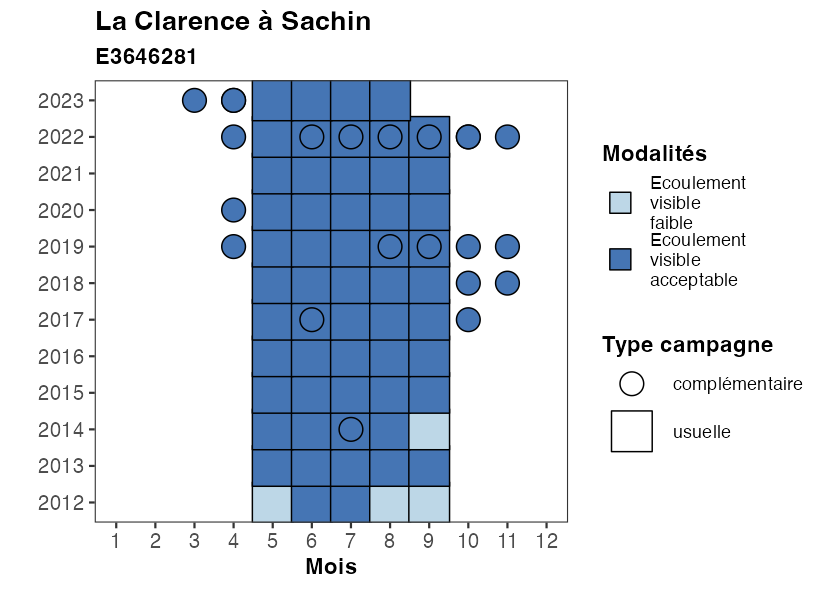 La Clarence à Sachin
E3646281
2023
2022
2021
2020
2019
2018
2017
2016
2015
2014
2013
2012
1 2 3 4 5 6 7 8 9 10 11 12
Mois
Modalités
Ecoulement
visible
faible
Ecoulement
visible
acceptable
Type campagne
complémentaire
usuelle